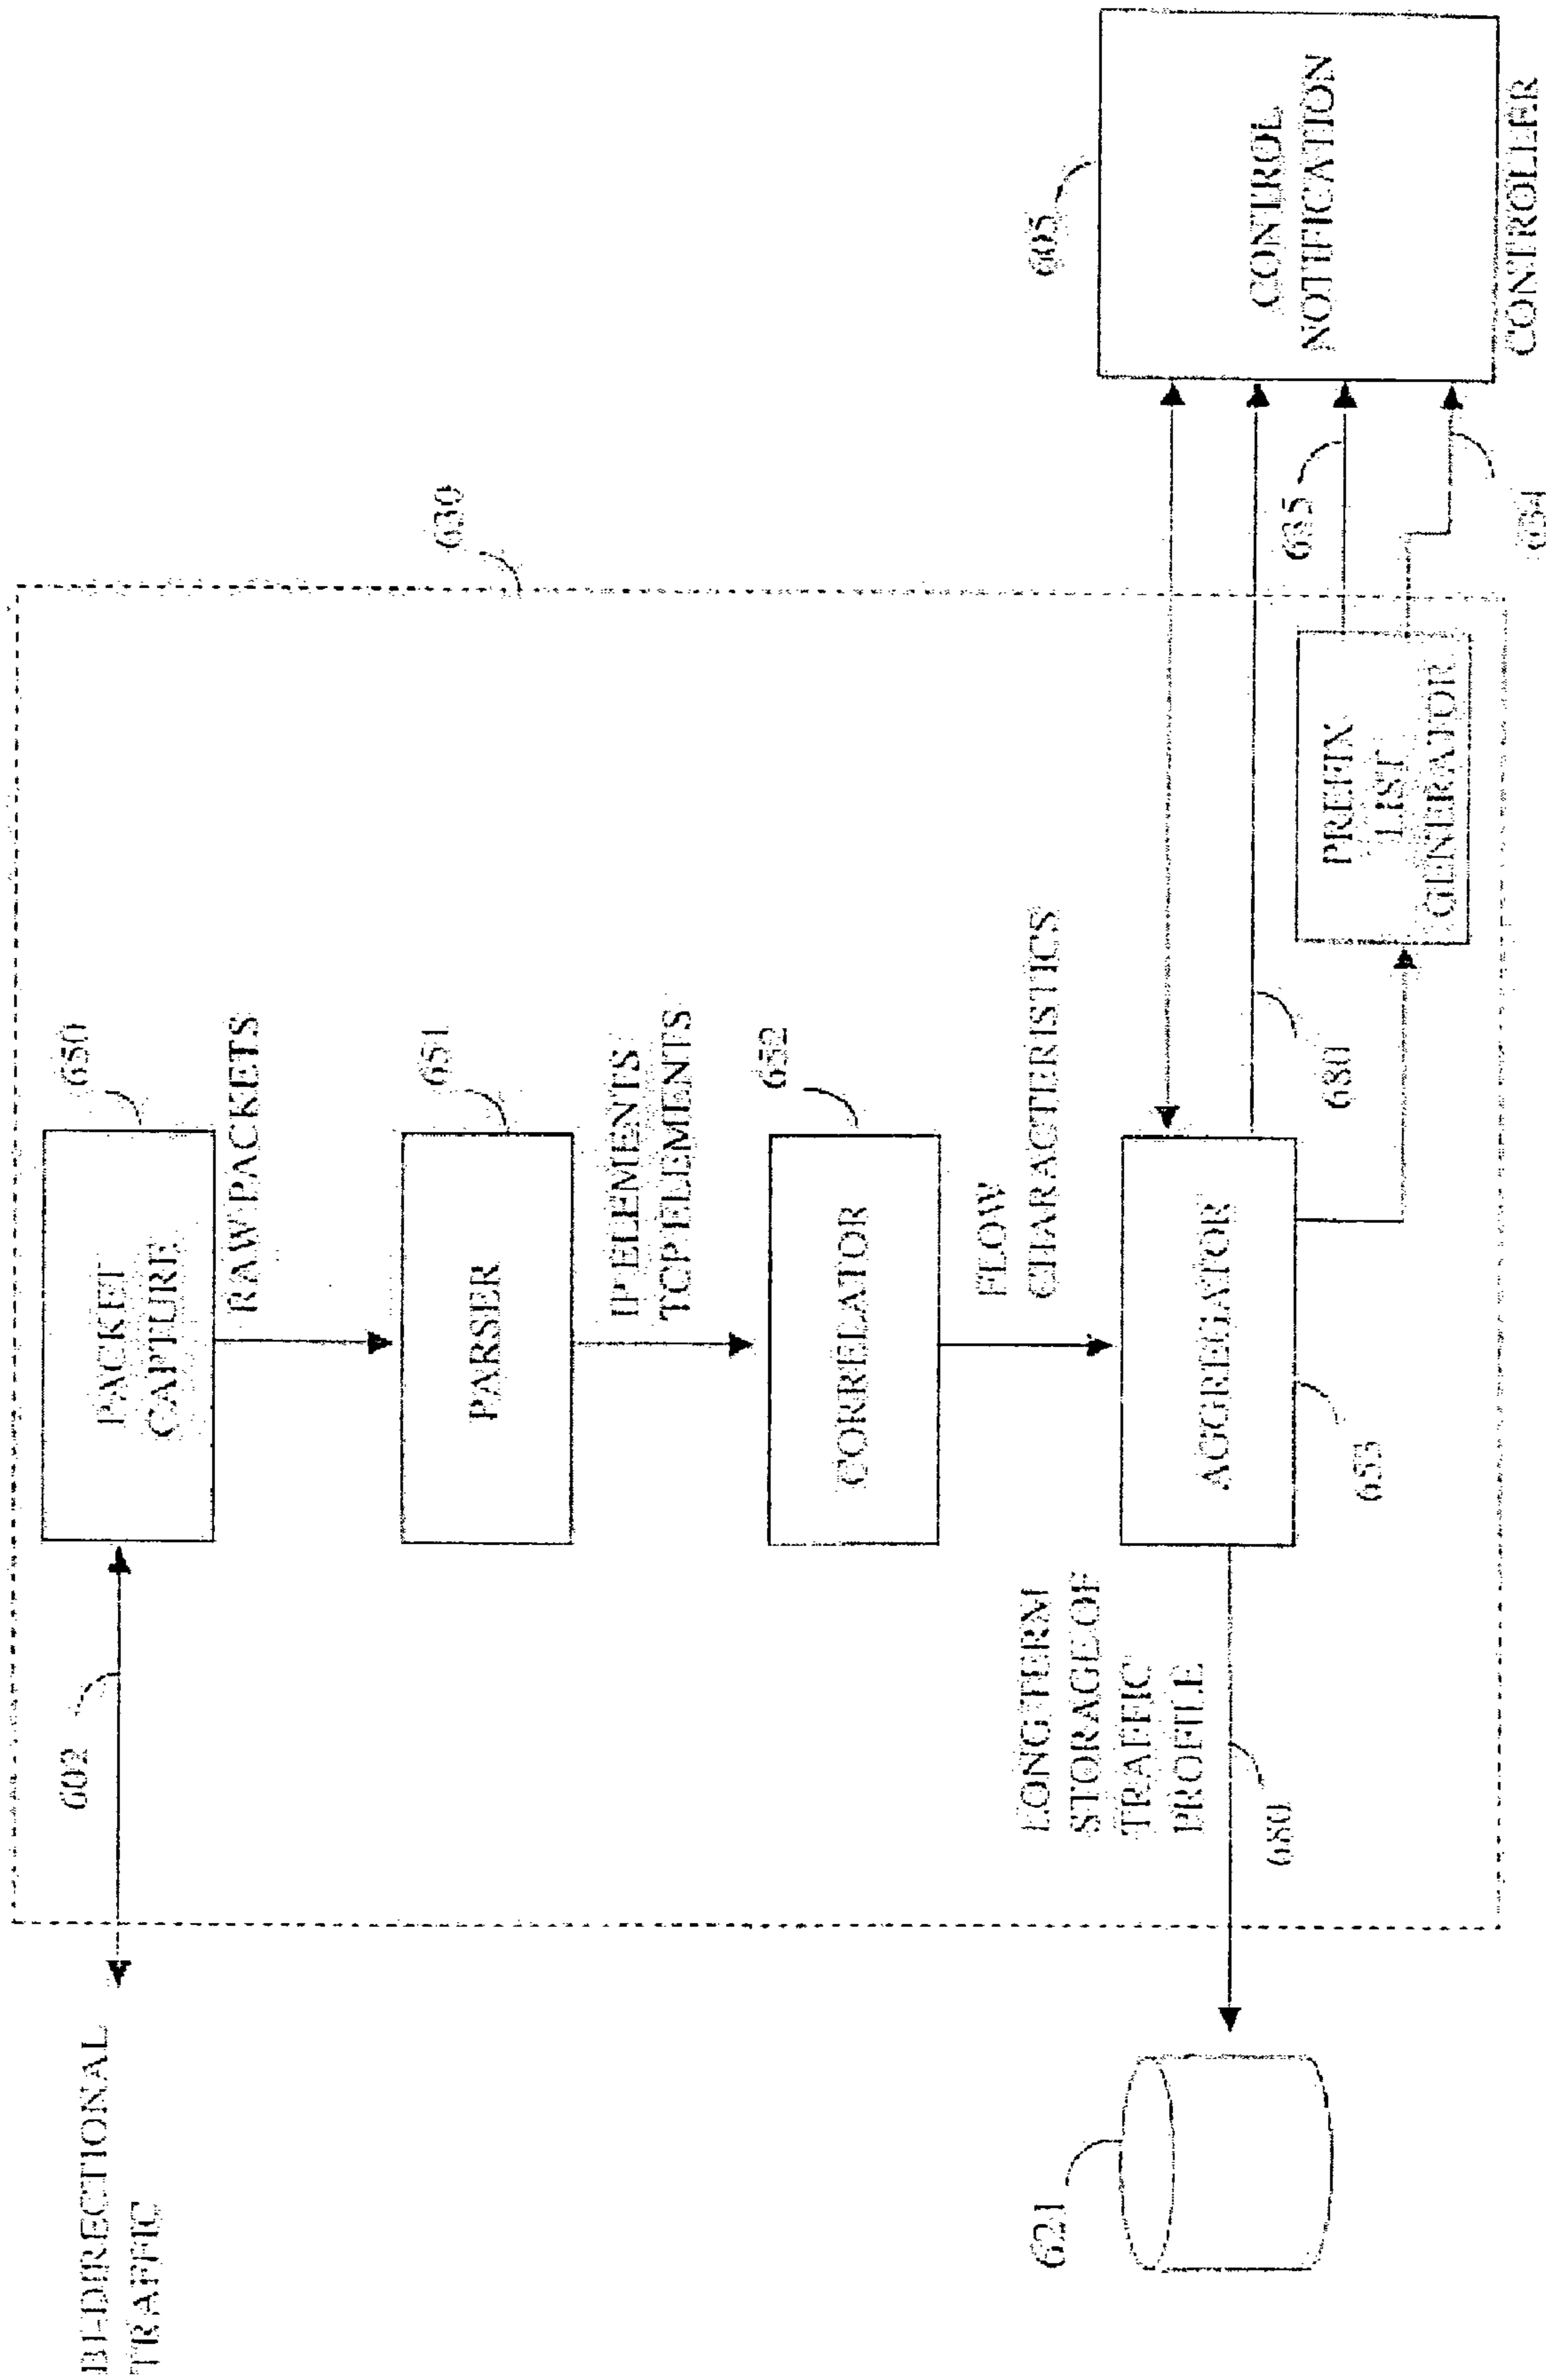 BI-DIRECTIONAL
TRAFFIC
602
PACKET
CAPTURE
650
RAW PACKETS
630
PARSER
651
IP ELEMENTS
TCP ELEMENTS
CORRELATOR
652
FLOW
CHARACTERISTICS
605
CONTROL
NOTIFICATION
CONTROLLER
621
LONG TERM
STORAGE OF
TRAFFIC
PROFILE
680
AGGREGATOR
653
680
PREFIX
LIST
GENERATOR
635
654